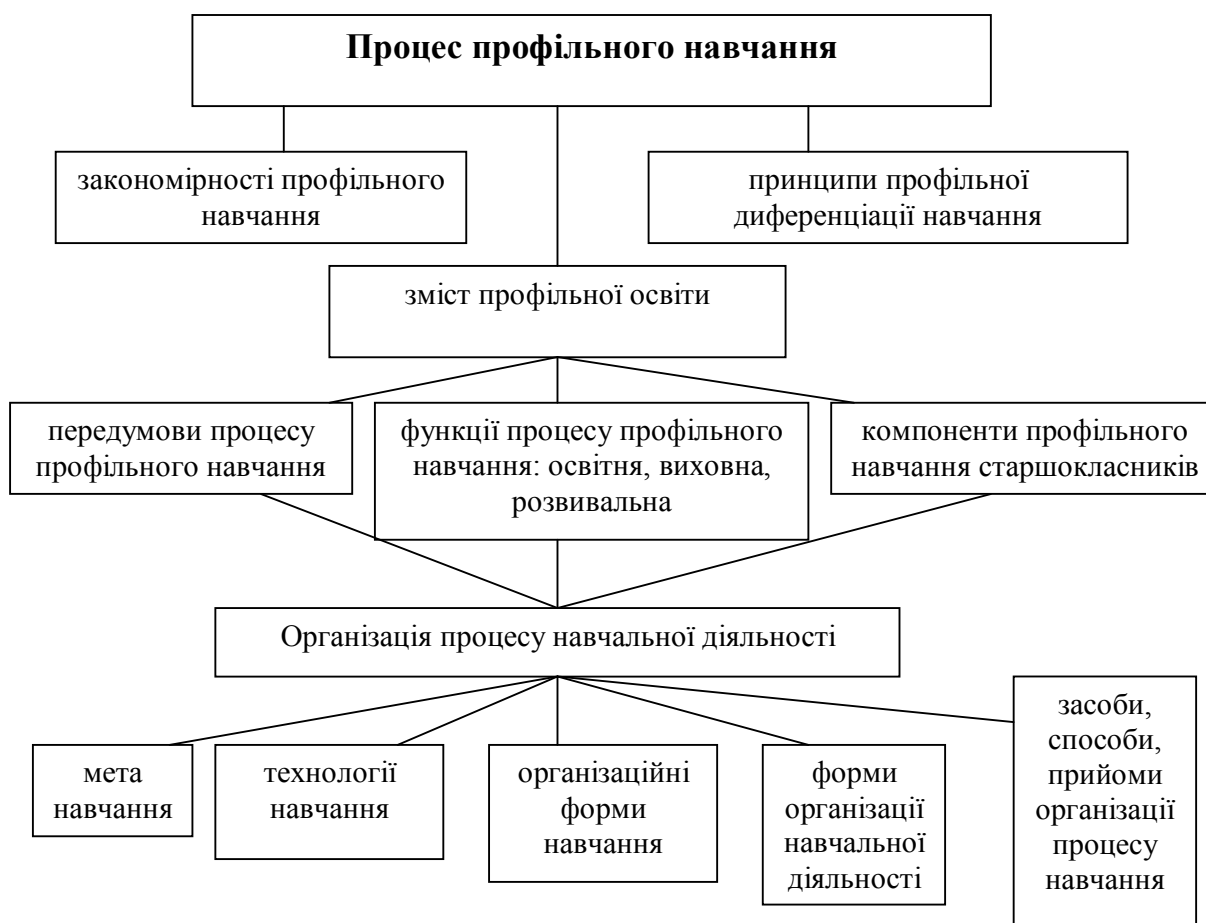 Процес профільного навчання
закономірності профільного
навчання
принципи профільної
диференціації навчання
зміст профільної освіти
передумови процесу
профільного навчання
функції процесу профільного
навчання: освітня, виховна,
розвивальна
компоненти профільного
навчання старшокласників
Організація процесу навчальної діяльності
мета
навчання
технології
навчання
організаційні
форми
навчання
форми
організації
навчальної
діяльності
засоби,
способи,
прийоми
організації
процесу
навчання